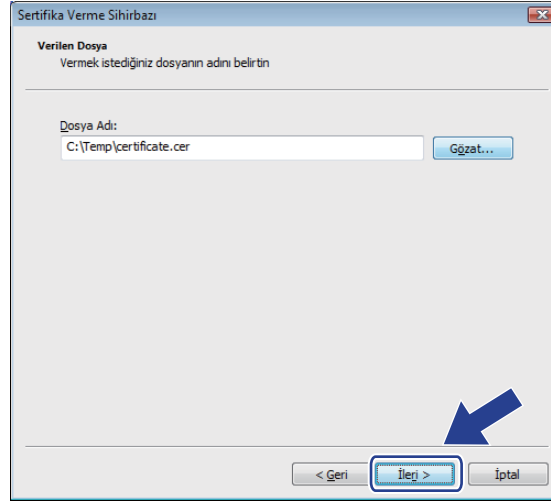 Sertifika Verme Sihirbazı
Verilen Dosya
Vermek istediğiniz dosyanın adını belirtin
Dosya Adı:
C:\Temp\certificate.cer
Gözat...
< Geri
İleri >
İptal